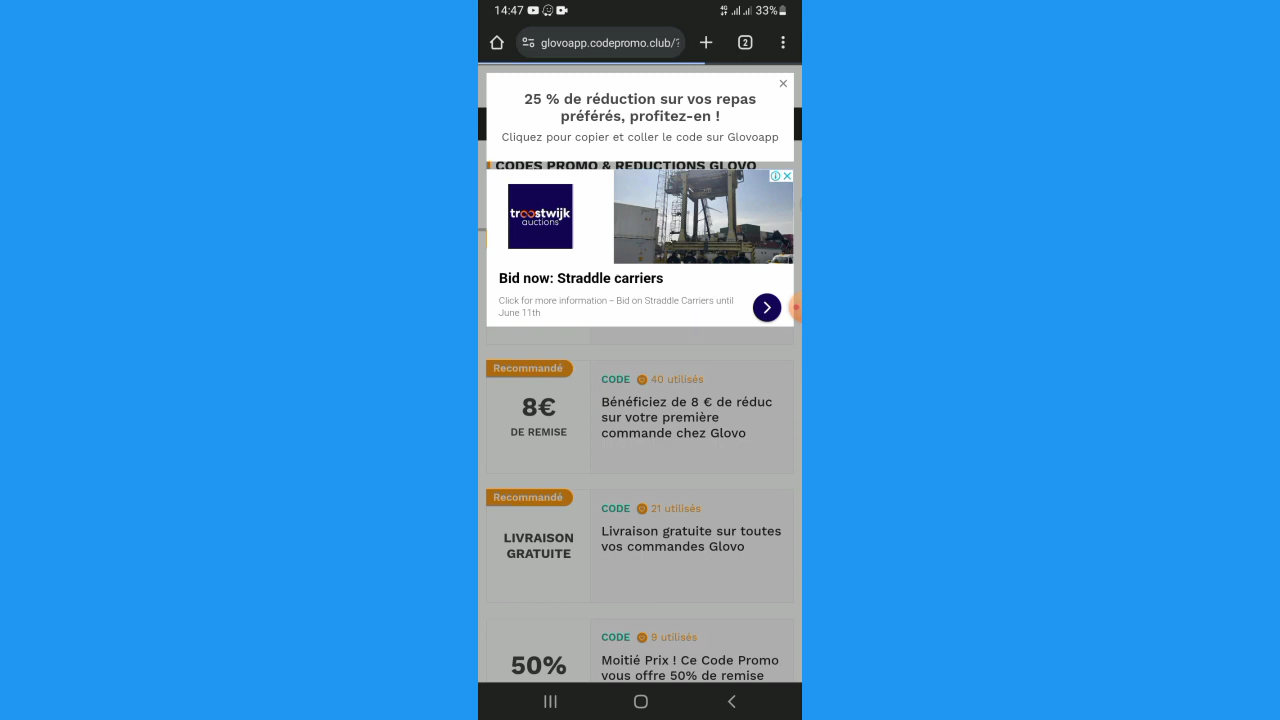 14:47
4G
33%
glovoapp.codepromo.club/?
2
25 % de réduction sur vos repas
préférés, profitez-en !
Cliquez pour copier et coller le code sur Glovoapp
CODES PROMO & REDUCTIONS GLOVO
troostwijk
auctions
Bid now: Straddle carriers
Click for more information – Bid on Straddle Carriers until
June 11th
Recommandé
8€
DE REMISE
CODE 40 utilisés
Bénéficiez de 8 € de réduc
sur votre première
commande chez Glovo
Recommandé
LIVRAISON
GRATUITE
CODE 21 utilisés
Livraison gratuite sur toutes
vos commandes Glovo
50%
CODE 9 utilisés
Moitié Prix ! Ce Code Promo
vous offre 50% de remise